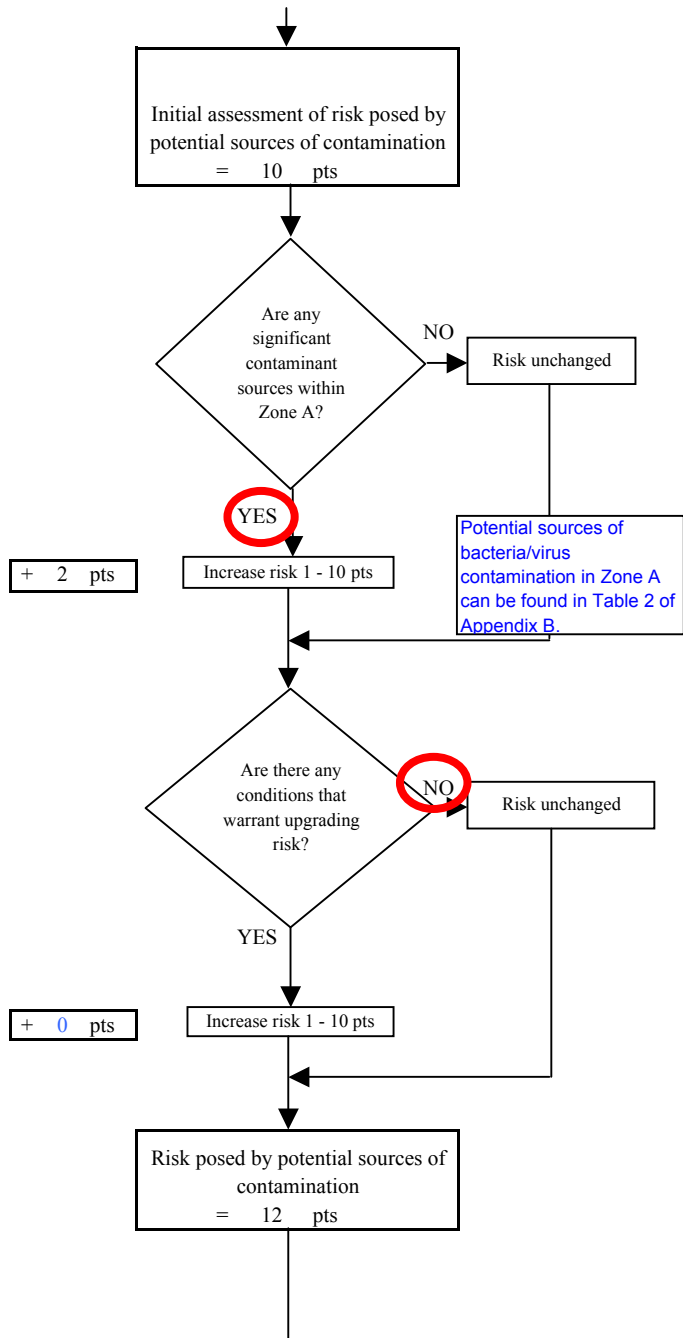 Initial assessment of risk posed by
potential sources of contamination
= 10 pts
Are any
significant
contaminant
sources within
Zone A?
NO
Risk unchanged
YES
Potential sources of
bacteria/virus
contamination in Zone A
can be found in Table 2 of
Appendix B.
+ 2 pts
Increase risk 1 - 10 pts
Are there any
conditions that
warrant upgrading
risk?
NO
Risk unchanged
YES
+ 0 pts
Increase risk 1 - 10 pts
Risk posed by potential sources of
contamination
= 12 pts